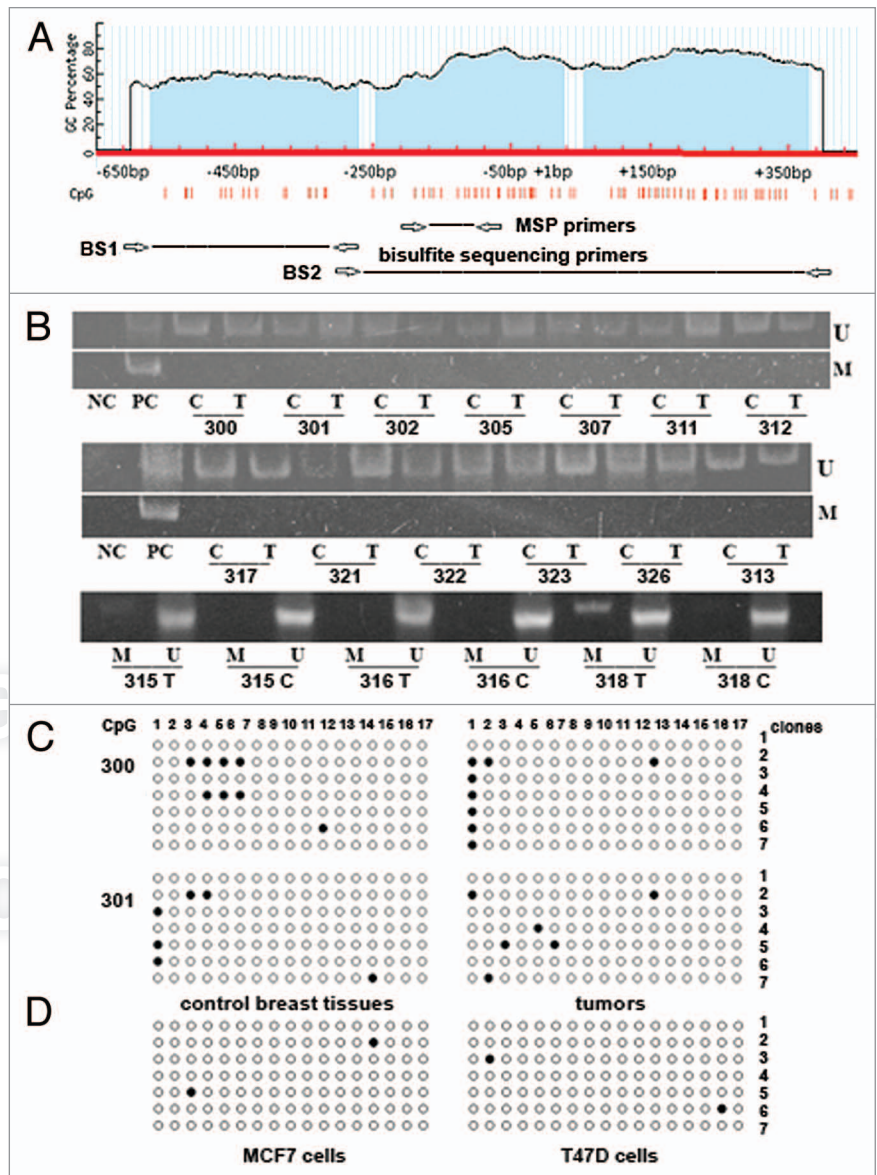 A
GC Percentage
80
60
40
20
0
-650bp -450bp -250bp -50bp +1bp +150bp +350bp
CpG
MSP primers
BS1
bisulfite sequencing primers
BS2
B
U
M
NC PC C T C T C T C T C T C T C T
300 301 302 305 307 311 312
U
M
NC PC C T C T C T C T C T C T
317 321 322 323 326 313
M U M U M U M U M U M U
315 T 315 C 316 T 316 C 318 T 318 C
C
CpG 1 2 3 4 5 6 7 8 9 10 11 12 13 14 15 16 17 1 2 3 4 5 6 7 8 9 10 11 12 13 14 15 16 17 clones
300
1
2
3
4
5
6
7
301
1
2
3
4
5
6
7
control breast tissues tumors
D
1
2
3
4
5
6
7
MCF7 cells T47D cells